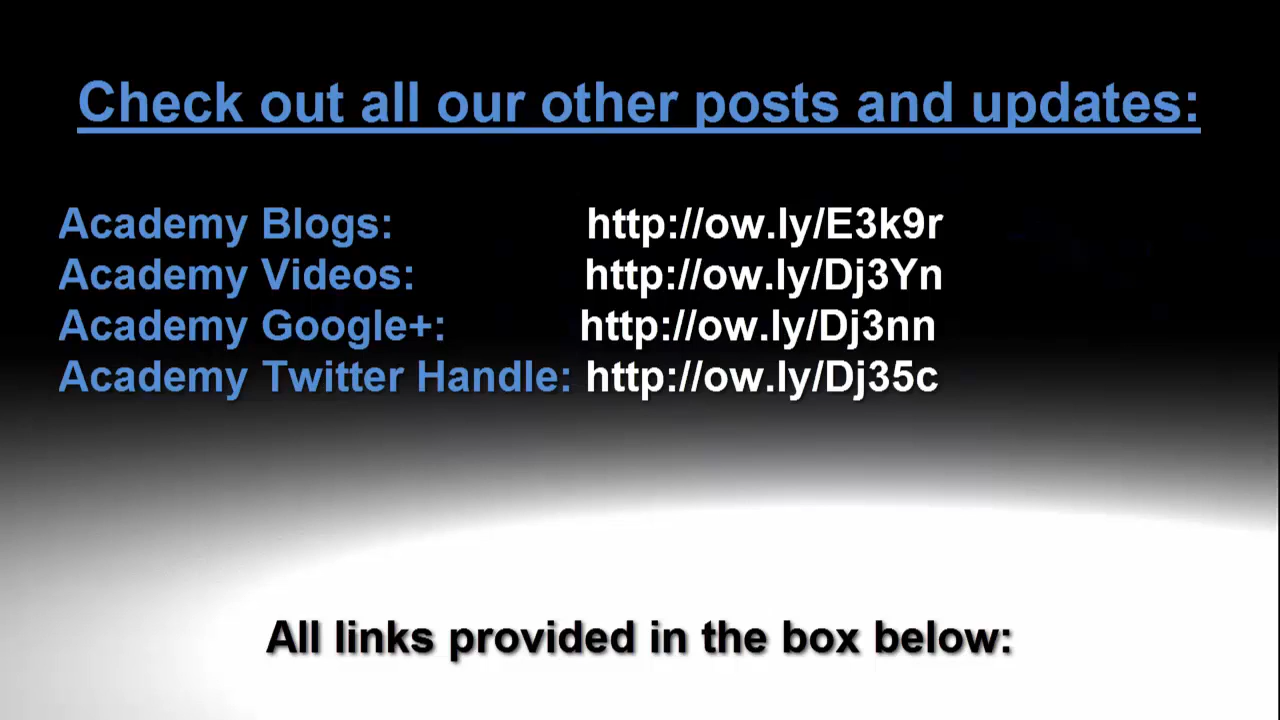 Check out all our other posts and updates:
Academy Blogs: http://ow.ly/E3k9r
Academy Videos: http://ow.ly/Dj3Yn
Academy Google+: http://ow.ly/Dj3nn
Academy Twitter Handle: http://ow.ly/Dj35c
All links provided in the box below: